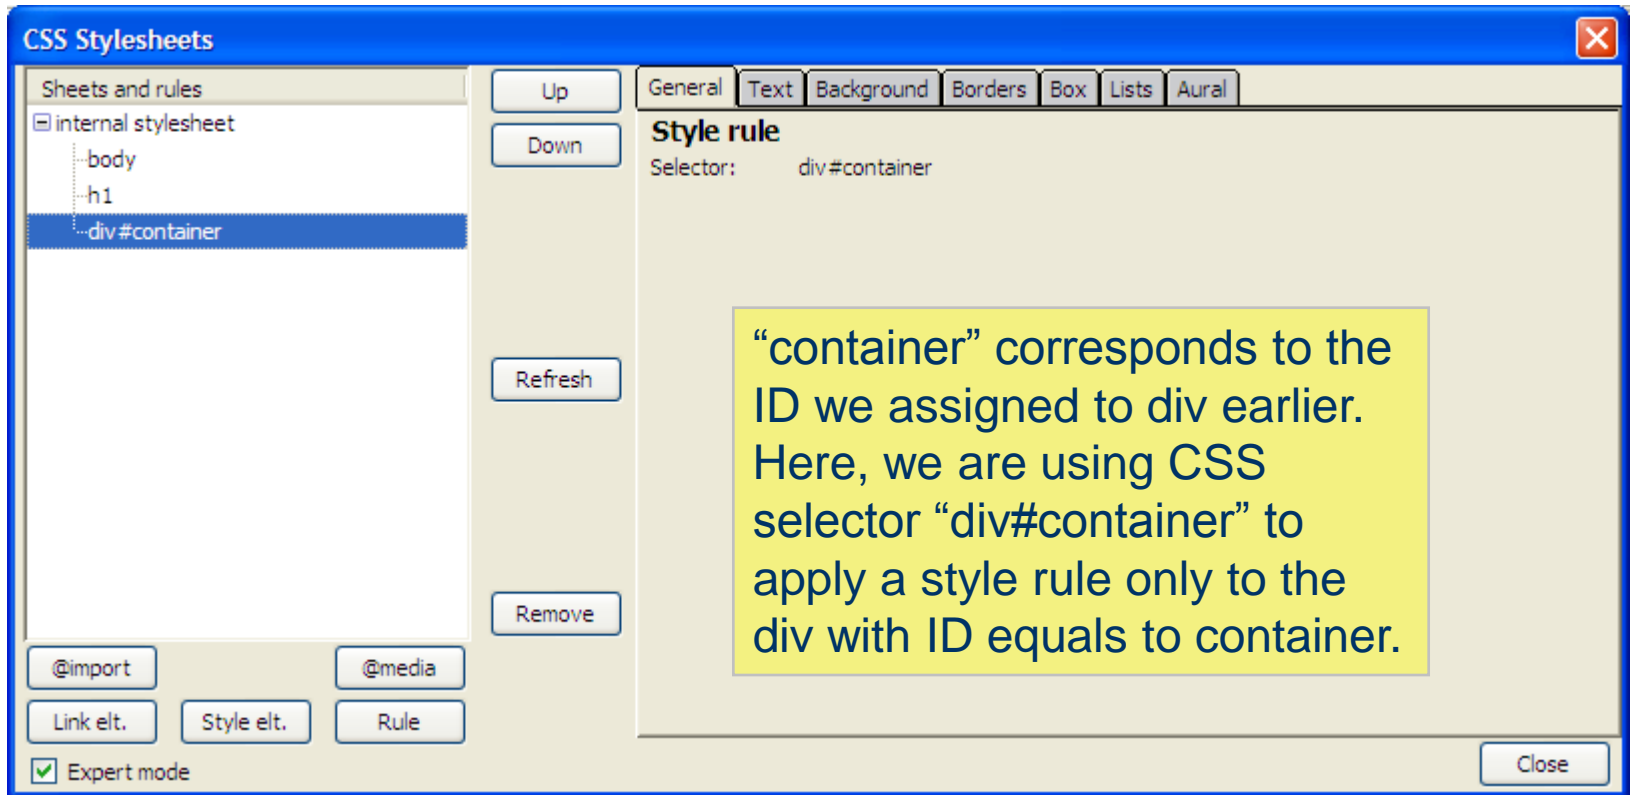 CSS Stylesheets
Sheets and rules
internal stylesheet
body
h1
div#container
Up
Down
Refresh
Remove
@import
@media
Link elt.
Style elt.
Rule
Expert mode
General Text Background Borders Box Lists Aural
Style rule
Selector: div#container
“container” corresponds to the
ID we assigned to div earlier.
Here, we are using CSS
selector “div#container” to
apply a style rule only to the
div with ID equals to container.
Close